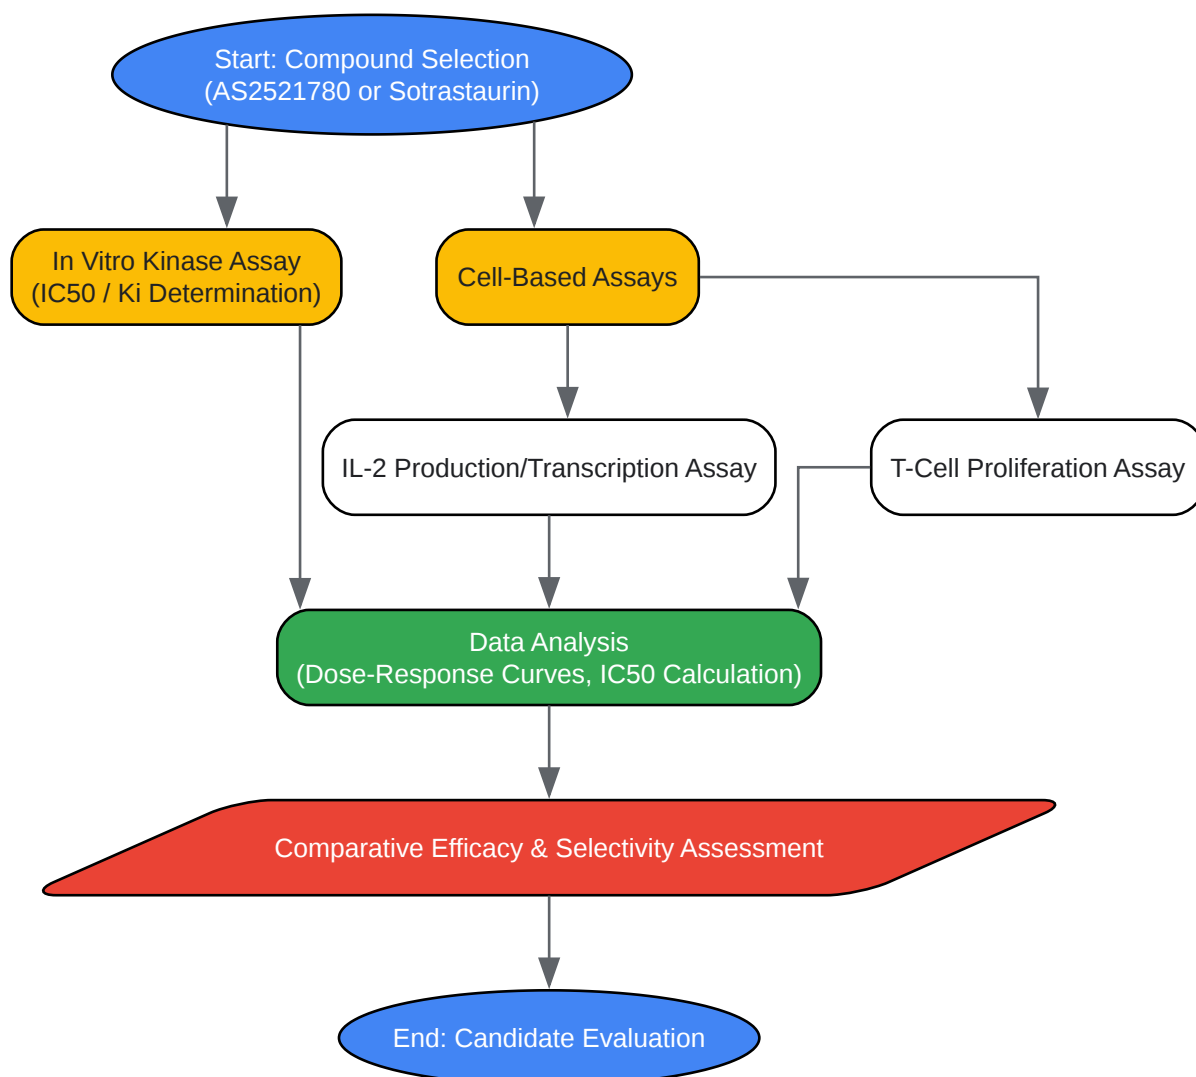 Start: Compound Selection
(AS2521780 or Sotrastaurin)
In Vitro Kinase Assay
(IC50 / Ki Determination)
Cell-Based Assays
IL-2 Production/Transcription Assay
T-Cell Proliferation Assay
Data Analysis
(Dose-Response Curves, IC50 Calculation)
Comparative Efficacy & Selectivity Assessment
End: Candidate Evaluation